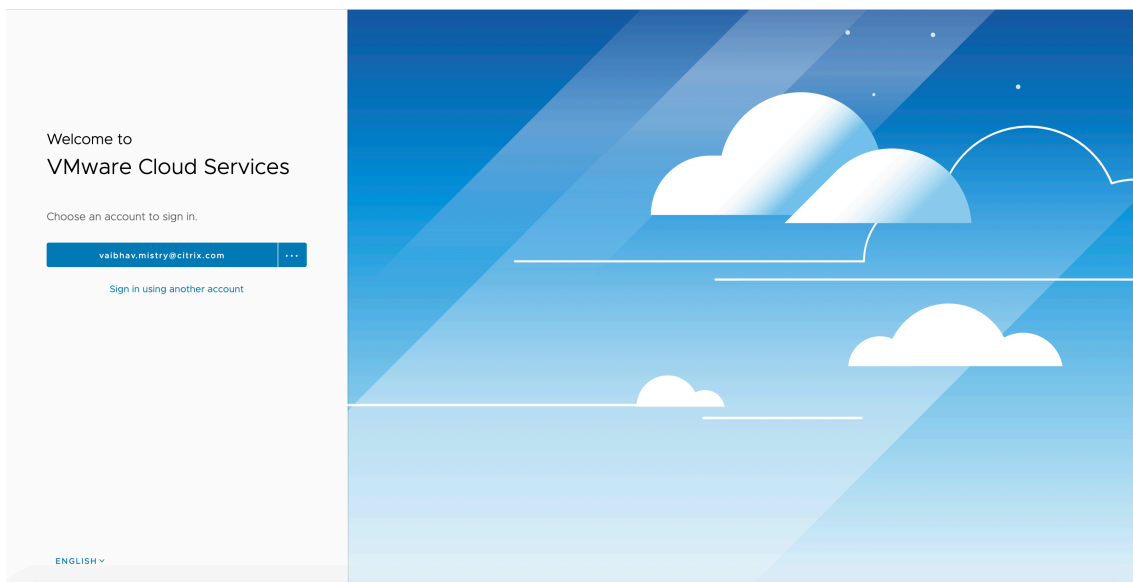 Welcome to
VMware Cloud Services
Choose an account to sign in.
vaibhav.mistry@citrix.com
Sign in using another account
ENGLISH